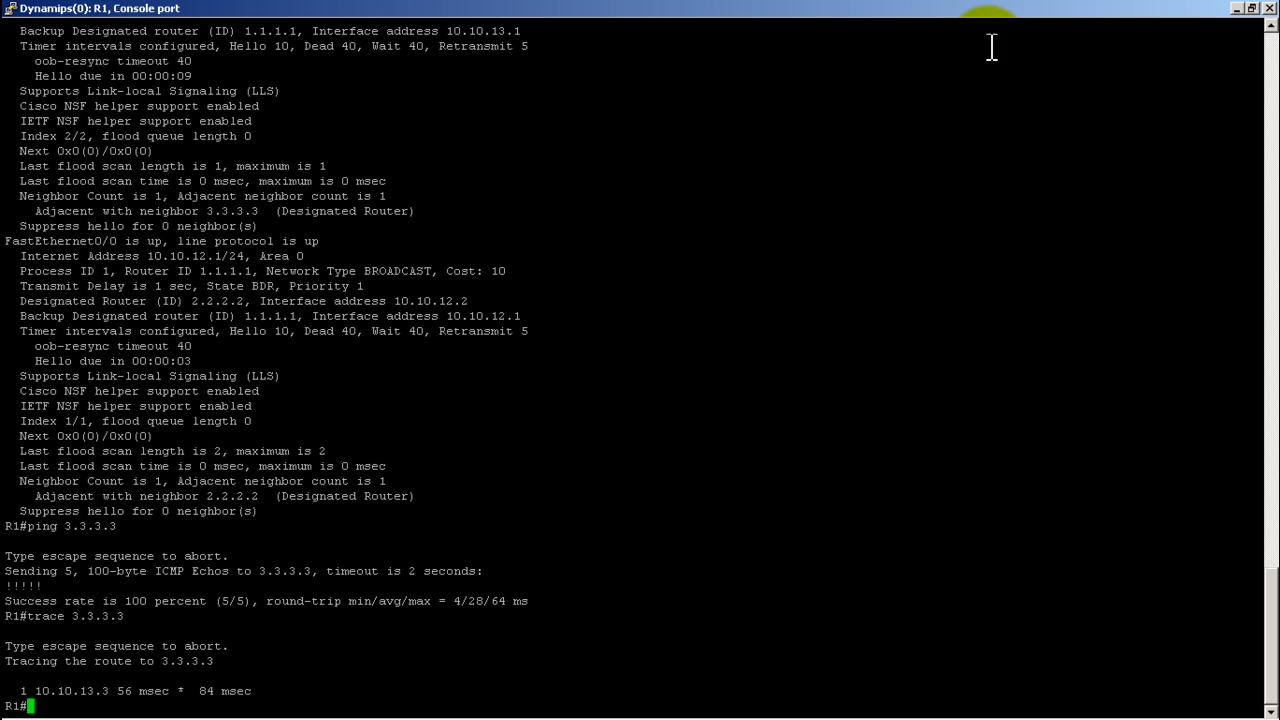 Dynamips(0): R1, Console port
Backup Designated router (ID) 1.1.1.1, Interface address 10.10.13.1
Timer intervals configured, Hello 10, Dead 40, Wait 40, Retransmit 5
oob-resync timeout 40
Hello due in 00:00:09
Supports Link-local Signaling (LLS)
Cisco NSF helper support enabled
IETF NSF helper support enabled
Index 2/2, flood queue length 0
Next 0x0(0)/0x0(0)
Last flood scan length is 1, maximum is 1
Last flood scan time is 0 msec, maximum is 0 msec
Neighbor Count is 1, Adjacent neighbor count is 1
Adjacent with neighbor 3.3.3.3  (Designated Router)
Suppress hello for 0 neighbor(s)
FastEthernet0/0 is up, line protocol is up
Internet Address 10.10.12.1/24, Area 0
Process ID 1, Router ID 1.1.1.1, Network Type BROADCAST, Cost: 10
Transmit Delay is 1 sec, State BDR, Priority 1
Designated Router (ID) 2.2.2.2, Interface address 10.10.12.2
Backup Designated router (ID) 1.1.1.1, Interface address 10.10.12.1
Timer intervals configured, Hello 10, Dead 40, Wait 40, Retransmit 5
oob-resync timeout 40
Hello due in 00:00:03
Supports Link-local Signaling (LLS)
Cisco NSF helper support enabled
IETF NSF helper support enabled
Index 1/1, flood queue length 0
Next 0x0(0)/0x0(0)
Last flood scan length is 2, maximum is 2
Last flood scan time is 0 msec, maximum is 0 msec
Neighbor Count is 1, Adjacent neighbor count is 1
Adjacent with neighbor 2.2.2.2  (Designated Router)
Suppress hello for 0 neighbor(s)
R1#ping 3.3.3.3
Type escape sequence to abort.
Sending 5, 100-byte ICMP Echos to 3.3.3.3, timeout is 2 seconds:
!!!!!
Success rate is 100 percent (5/5), round-trip min/avg/max = 4/28/64 ms
R1#trace 3.3.3.3
Type escape sequence to abort.
Tracing the route to 3.3.3.3
1 10.10.13.3 56 msec *  84 msec
R1#